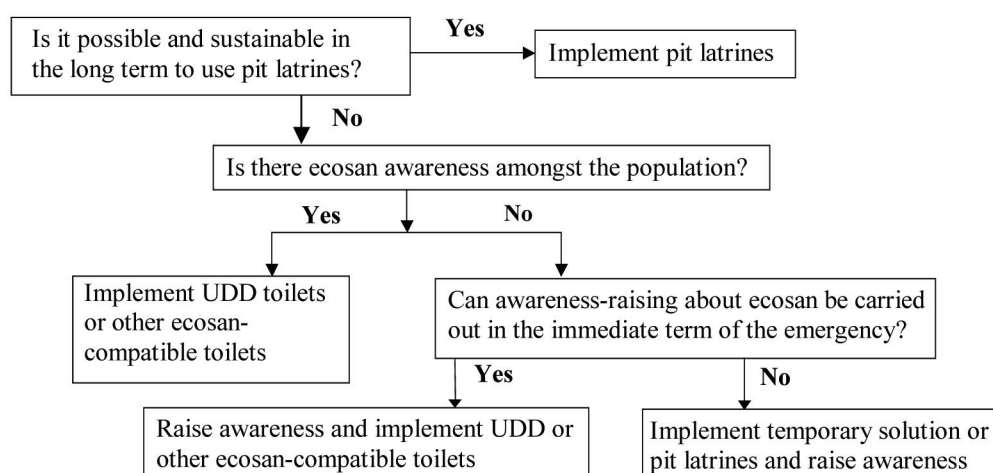 Is it possible and sustainable in
the long term to use pit latrines?
Yes
Implement pit latrines
No
Is there ecosan awareness amongst the population?
Yes
No
Implement UDD toilets
or other ecosan-
compatible toilets
Can awareness-raising about ecosan be carried
out in the immediate term of the emergency?
Yes
No
Raise awareness and implement UDD or
other ecosan-compatible toilets
Implement temporary solution or
pit latrines and raise awareness